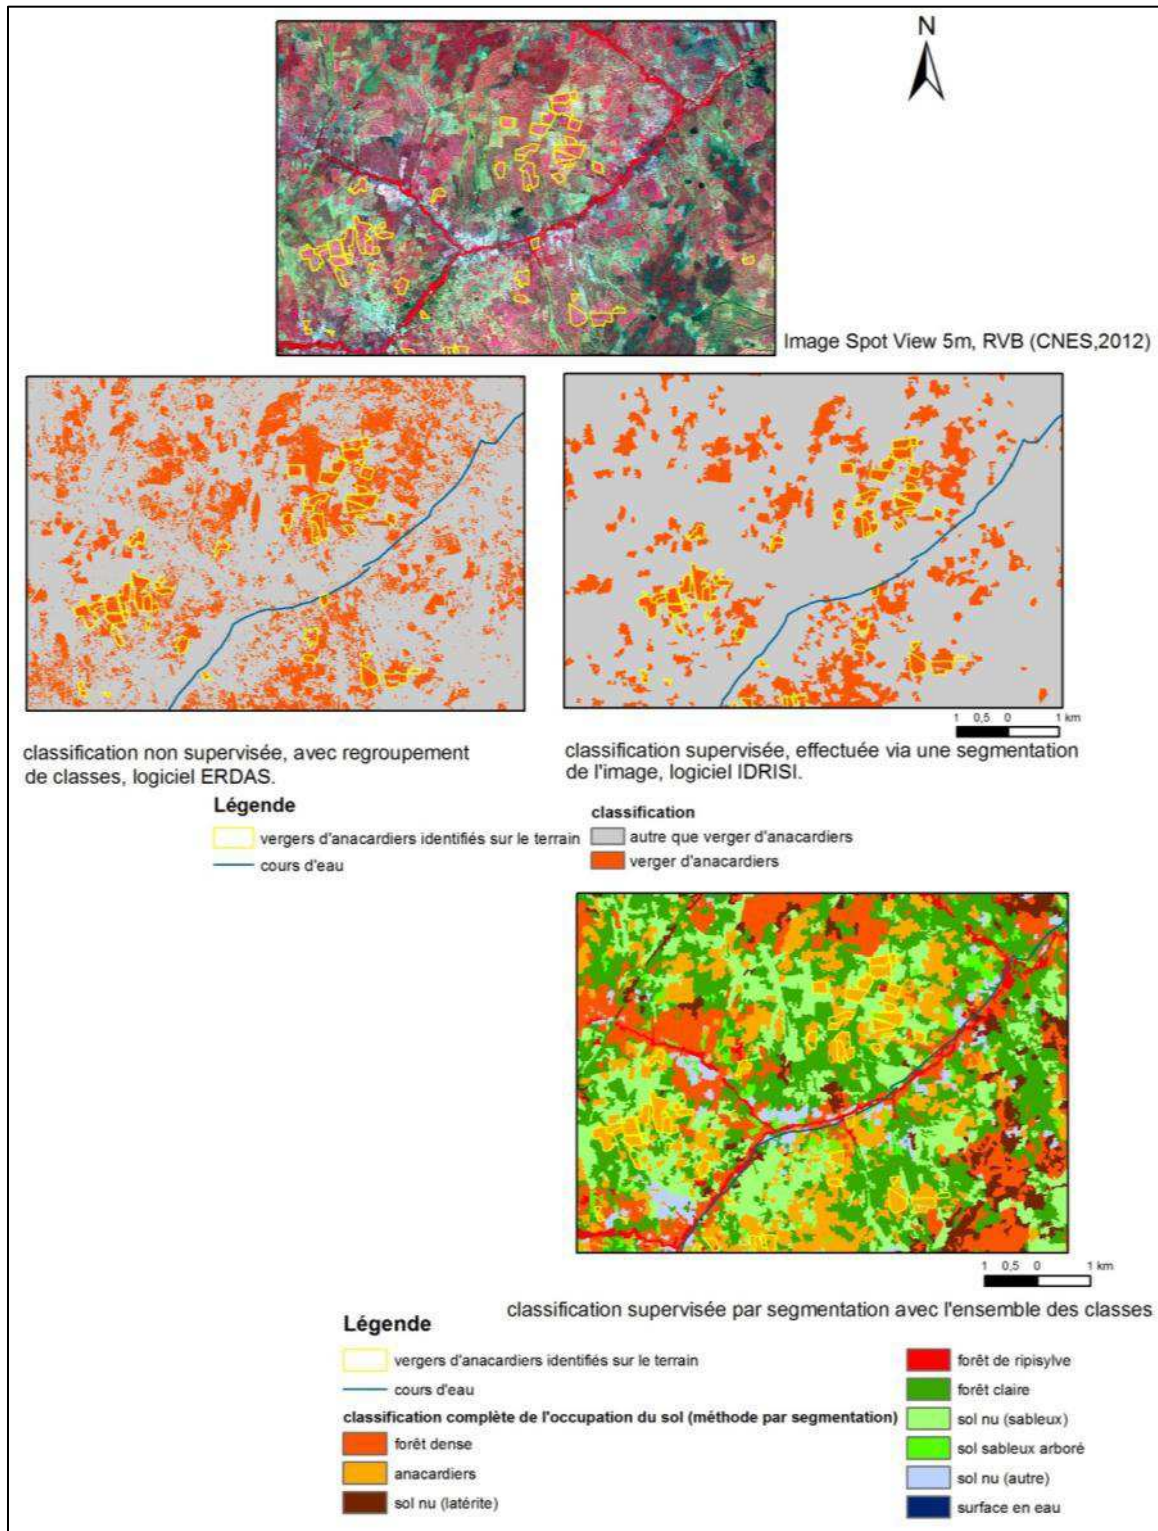 N
Image Spot View 5m, RVB (CNES,2012)
1 0,5 0 1 km
classification non supervisée, avec regroupement
de classes, logiciel ERDAS.
classification supervisée, effectuée via une segmentation
de l'image, logiciel IDRISI.
Légende
vergers d'anacardiers identifiés sur le terrain
cours d'eau
classification
autre que verger d'anacardiers
verger d'anacardiers
1 0,5 0 1 km
classification supervisée par segmentation avec l'ensemble des classes
Légende
vergers d'anacardiers identifiés sur le terrain
cours d'eau
classification complète de l'occupation du sol (méthode par segmentation)
forêt dense
anacardiers
sol nu (latérite)
forêt de ripisylve
forêt claire
sol nu (sableux)
sol sableux arboré
sol nu (autre)
surface en eau